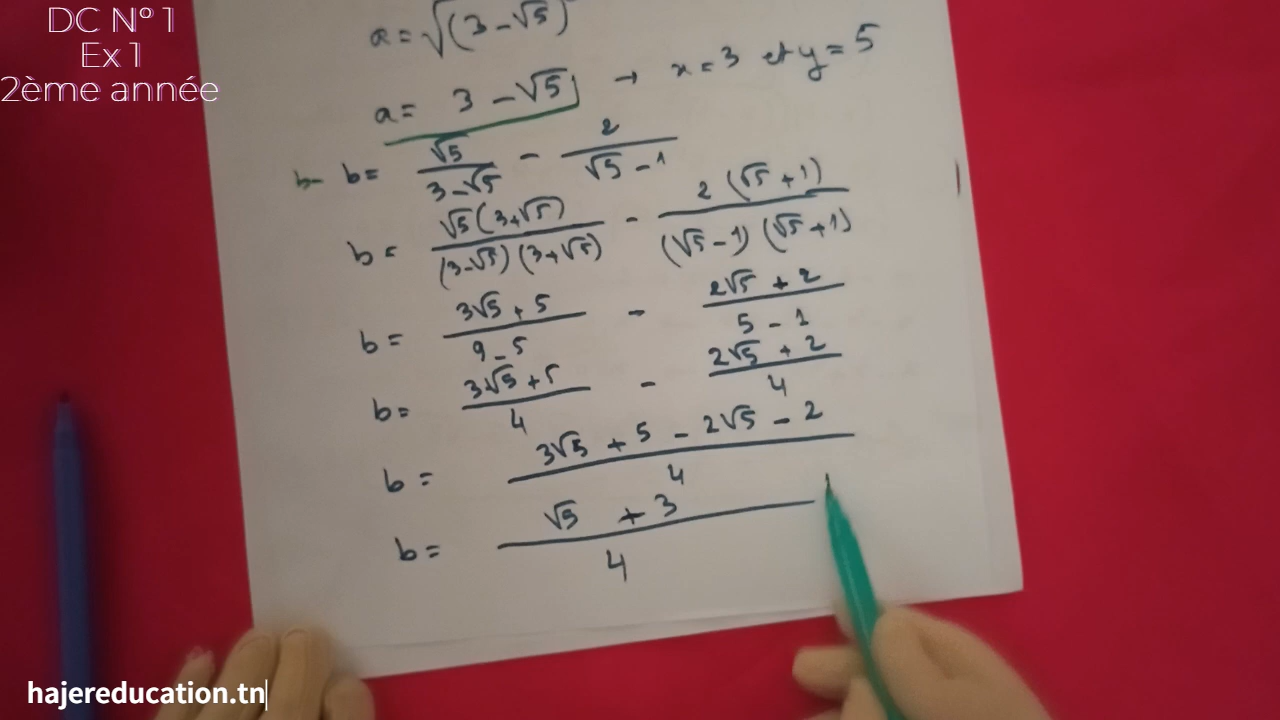 DC N° 1
Ex 1
2ème année
a = √(3 - √5)
a = 3 - √5 → x = 3 et y = 5
b- b = √5/(3 - √5) - 2/(√5 - 1)
b = √5(3+√5)/((3-√5)(3+√5)) - 2(√5+1)/((√5-1)(√5+1))
b = (3√5 + 5)/(9 - 5) - (2√5 + 2)/(5 - 1)
b = (3√5 + 5)/4 - (2√5 + 2)/4
b = (3√5 + 5 - 2√5 - 2)/4
b = (√5 + 3)/4
hajereducation.tn